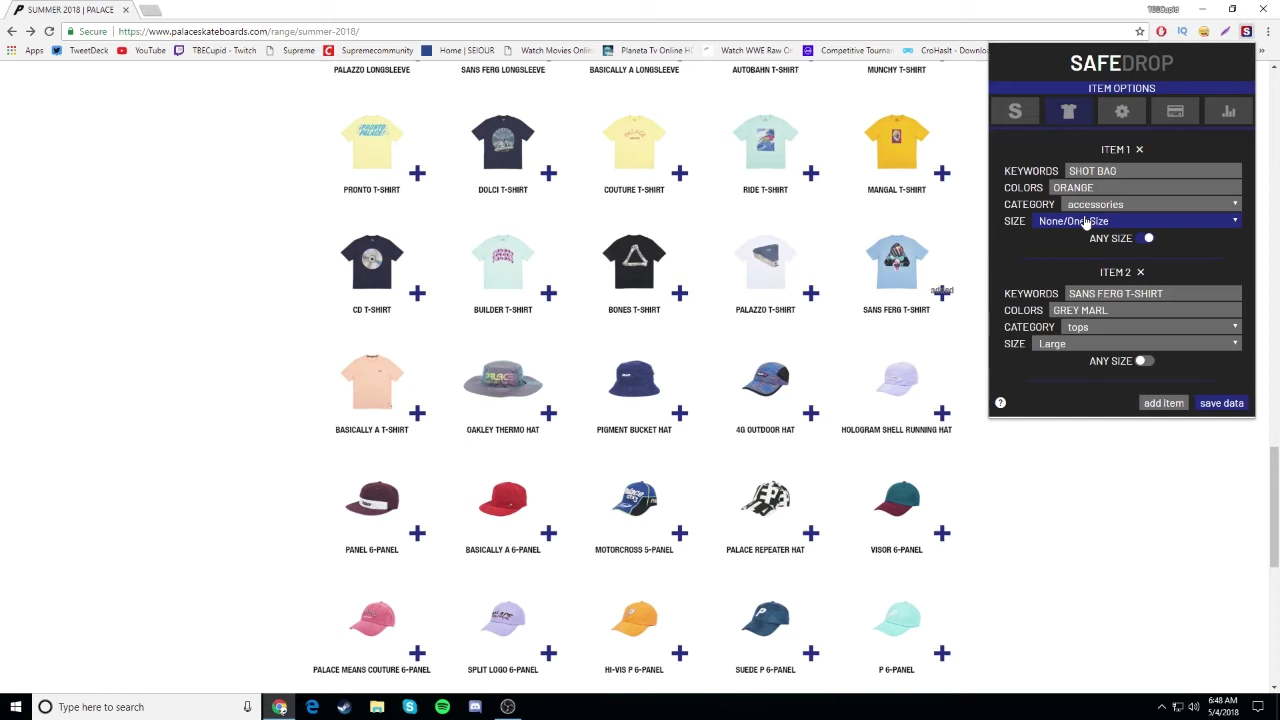 SUMMER 2018 | PALACE
TBECupid
Secure | https://www.palaceskateboards.com/range/summer-2018/
Apps TweetDeck YouTube TBECupid - Twitch Supreme Supremecommunity Home | SEIOUR Watch Movies Onlin Planeta Tv Online H Watch WWE Raw O Competitive Tourna CroHasit - Downlo
PALAZZO LONGSLEEVE SANS FERG LONGSLEEVE BASICALLY A LONGSLEEVE AUTOBAHN T-SHIRT MUNCHY T-SHIRT
PRONTO T-SHIRT DOLCI T-SHIRT COUTURE T-SHIRT RIDE T-SHIRT MANGAL T-SHIRT
CD T-SHIRT BUILDER T-SHIRT BONES T-SHIRT PALAZZO T-SHIRT SANS FERG T-SHIRT
added
BASICALLY A T-SHIRT OAKLEY THERMO HAT PIGMENT BUCKET HAT 4G OUTDOOR HAT HOLOGRAM SHELL RUNNING HAT
PANEL 6-PANEL BASICALLY A 6-PANEL MOTORCROSS 5-PANEL PALACE REPEATER HAT VISOR 6-PANEL
PALACE MEANS COUTURE 6-PANEL SPLIT LOGO 6-PANEL HI-VIS P 6-PANEL SUEDE P 6-PANEL P 6-PANEL
SAFEDROP
ITEM OPTIONS
S
ITEM 1 ×
KEYWORDS SHOT BAG
COLORS ORANGE
CATEGORY accessories
SIZE None/One Size
ANY SIZE
ITEM 2 ×
KEYWORDS SANS FERG T-SHIRT
COLORS GREY MARL
CATEGORY tops
SIZE Large
ANY SIZE
? add item save data
Type here to search
6:48 AM
5/4/2018